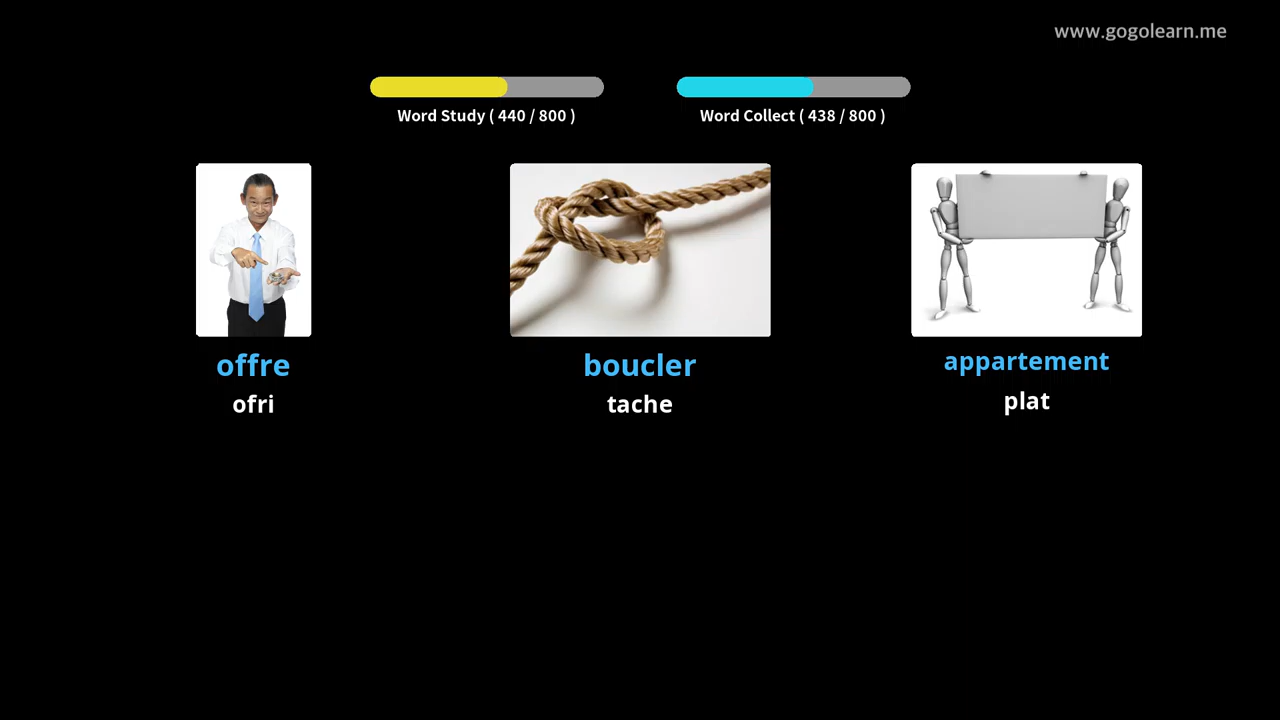 www.gogolearn.me
Word Study ( 440 / 800 )
Word Collect ( 438 / 800 )
offre
ofri
boucler
tache
appartement
plat